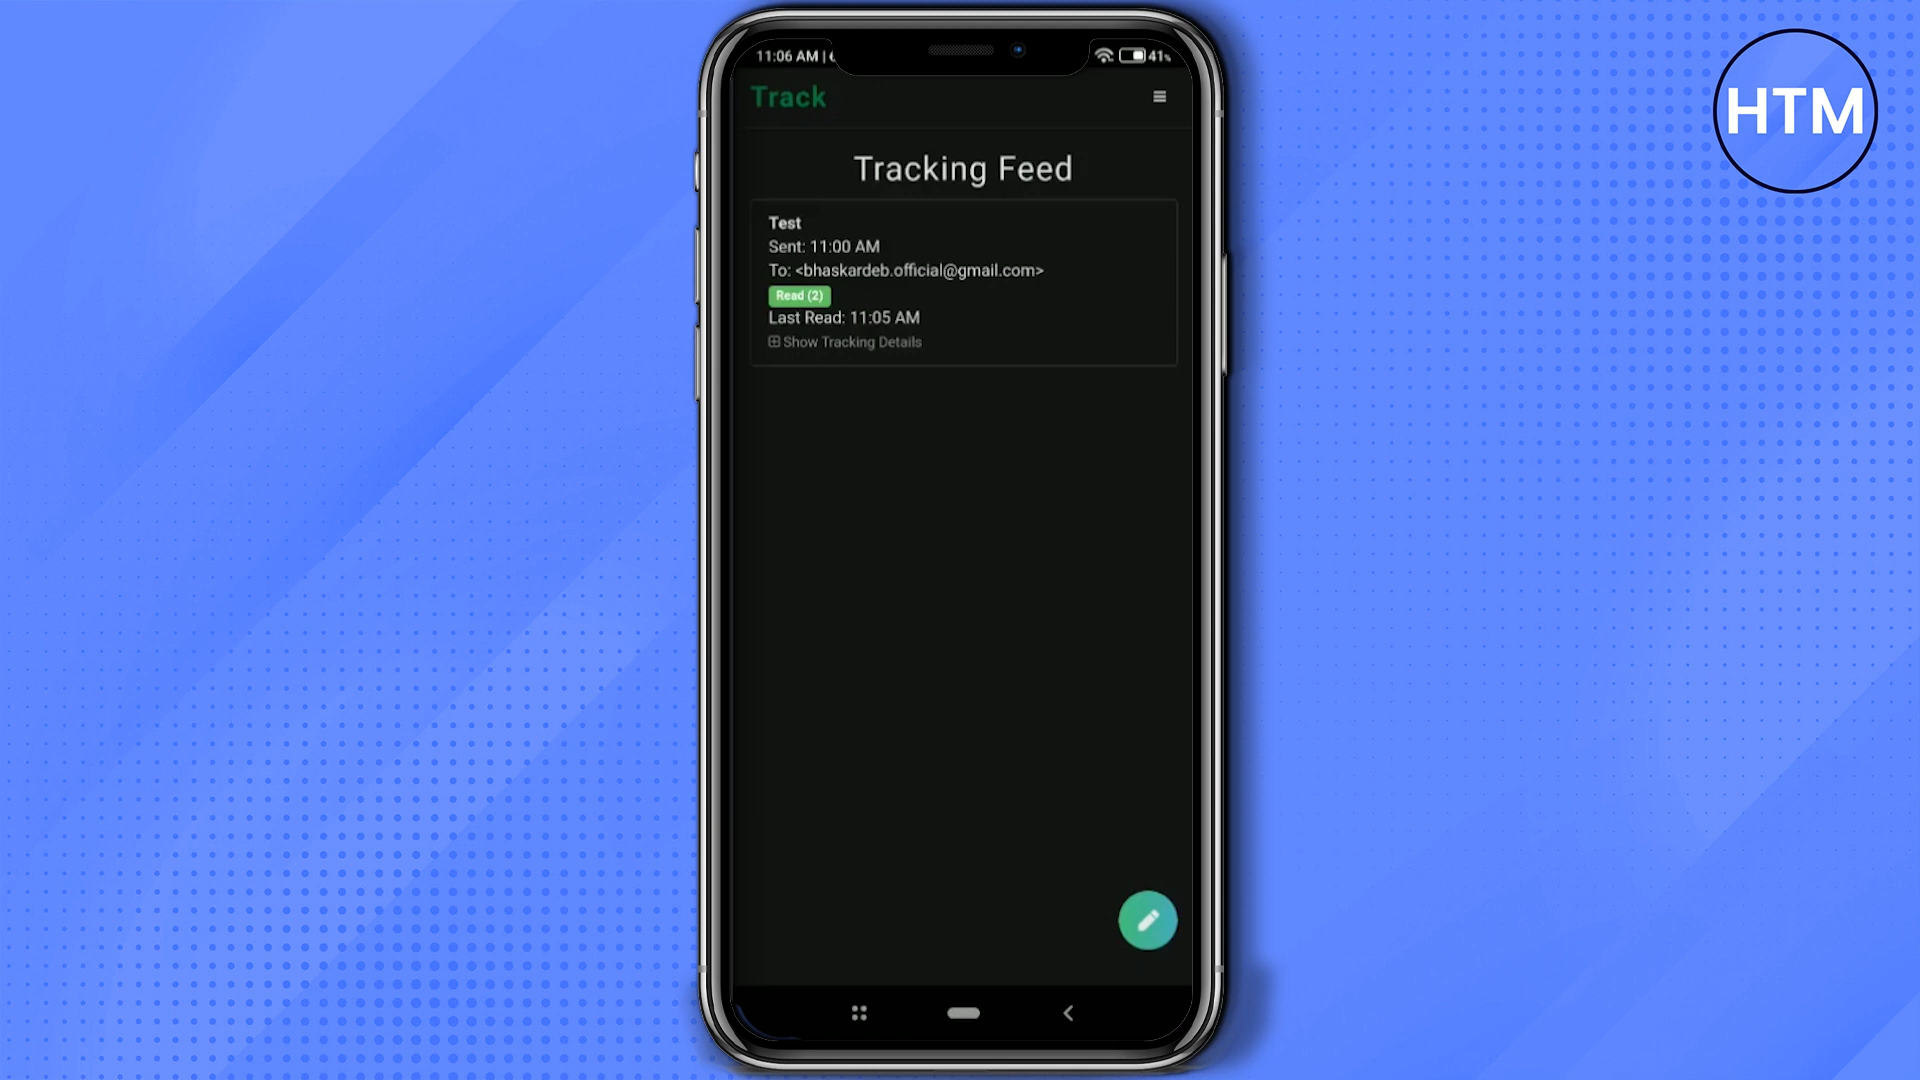 HTM
11:06 AM |
41%
Track
Tracking Feed
Test
Sent: 11:00 AM
To: <bhaskardeb.official@gmail.com>
Read (2)
Last Read: 11:05 AM
Show Tracking Details